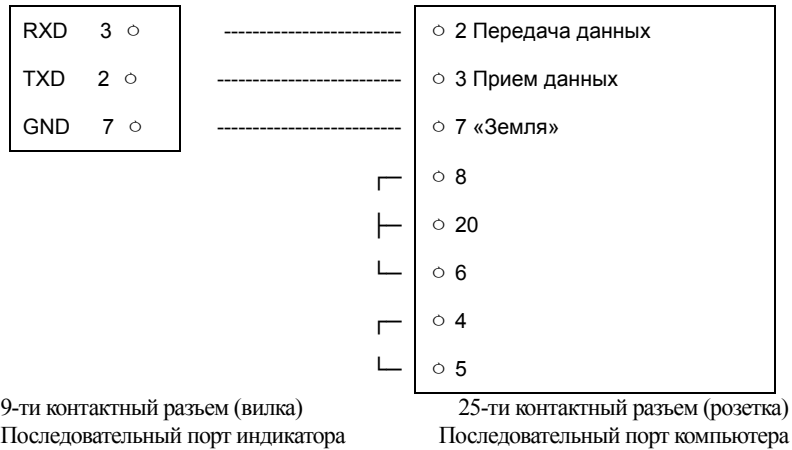 RXD 3 2 Передача данных
TXD 2 3 Прием данных
GND 7 7 «Земля»
8
20
6
4
5
9-ти контактный разъем (вилка) 25-ти контактный разъем (розетка)
Последовательный порт индикатора Последовательный порт компьютера